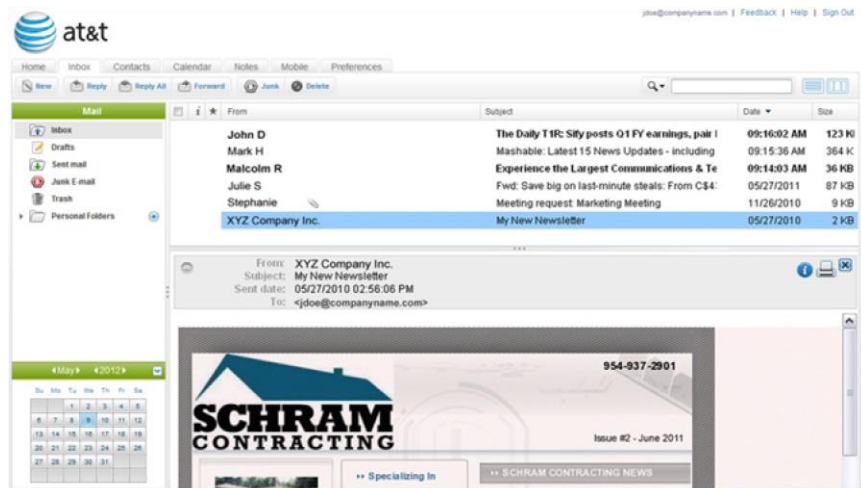 jdoe@companyname.com | Feedback | Help | Sign Out
at&t
Home Inbox Contacts Calendar Notes Mobile Preferences
New Reply Reply All Forward Junk Delete
Mail
Inbox
Drafts
Sent mail
Junk E-mail
Trash
Personal Folders
From Subject Date Size
John D The Daily T1R: Sify posts Q1 FY earnings, pair 09:16:02 AM 123 K
Mark H Mashable: Latest 15 News Updates - including 09:15:36 AM 364 K
Malcolm R Experience the Largest Communications & Te 09:14:03 AM 36 KB
Julie S Fwd: Save big on last-minute steals: From C$4 05/27/2011 87 KB
Stephanie Meeting request: Marketing Meeting 11/26/2010 9 KB
XYZ Company Inc. My New Newsletter 05/27/2010 2 KB
From: XYZ Company Inc.
Subject: My New Newsletter
Sent date: 05/27/2010 02:56:06 PM
To: <jdoe@companyname.com>
May 2012
Su Mo Tu We Th Fr Sa
1 2 3 4 5
6 7 8 9 10 11 12
13 14 15 16 17 18 19
20 21 22 23 24 25 26
27 28 29 30 31
954-937-2901
SCHRAM
CONTRACTING
Issue #2 - June 2011
Specializing In
SCHRAM CONTRACTING NEWS